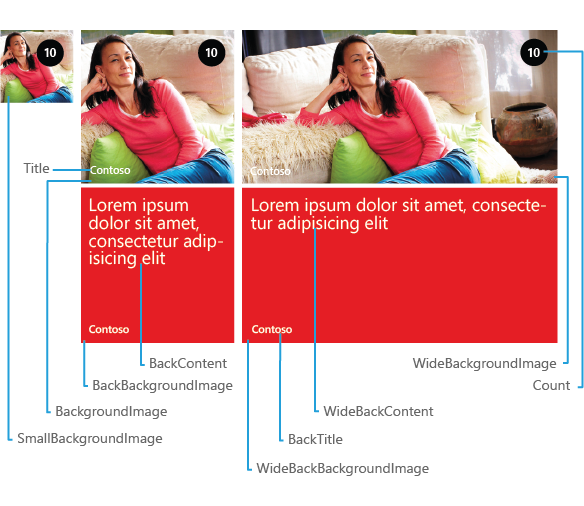 10
10
10
Title
Contoso
Contoso
Lorem ipsum
dolor sit amet,
consectetur adip-
isicing elit
Contoso
Lorem ipsum dolor sit amet, consecte-
tur adipisicing elit
Contoso
BackContent
WideBackgroundImage
BackBackgroundImage
Count
BackgroundImage
WideBackContent
SmallBackgroundImage
BackTitle
WideBackBackgroundImage